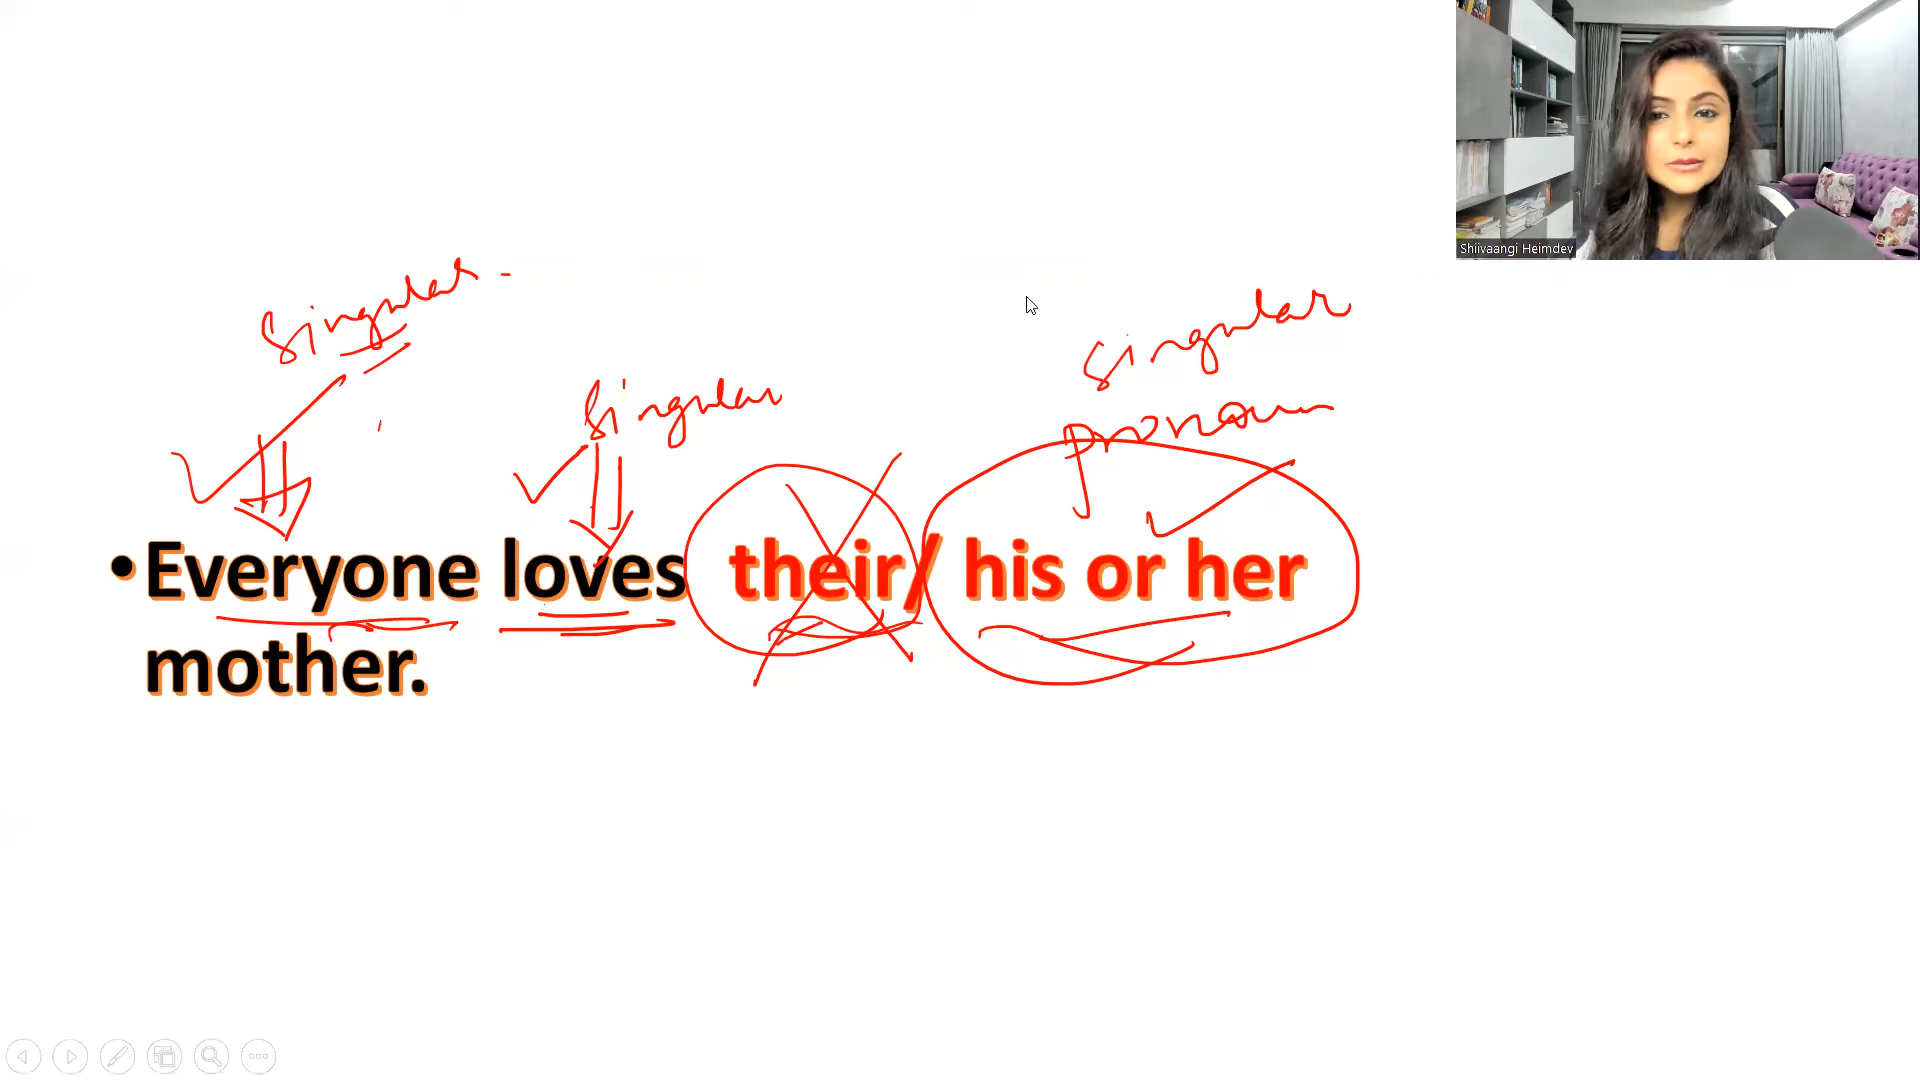 Shiivaangi Heimdev
Singular
Singular
Singular
pronoun
•Everyone loves their/ his or her
mother.